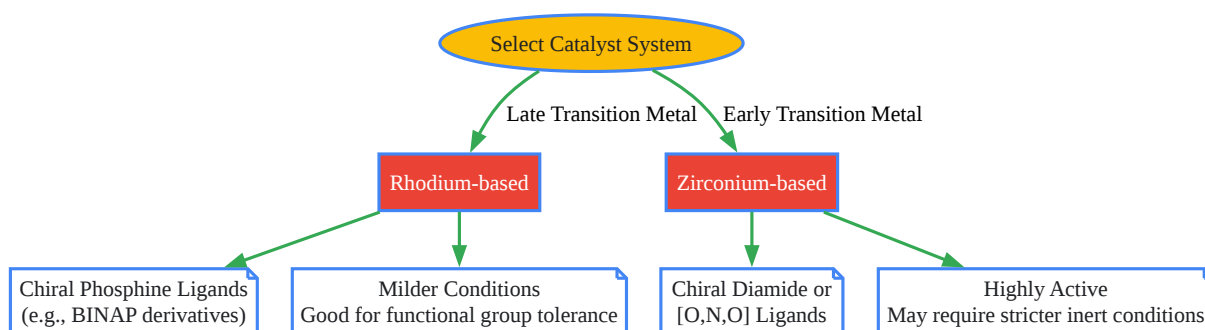 Select Catalyst System
Late Transition Metal
Early Transition Metal
Rhodium-based
Zirconium-based
Chiral Phosphine Ligands
(e.g., BINAP derivatives)
Milder Conditions
Good for functional group tolerance
Chiral Diamide or
[O,N,O] Ligands
Highly Active
May require stricter inert conditions